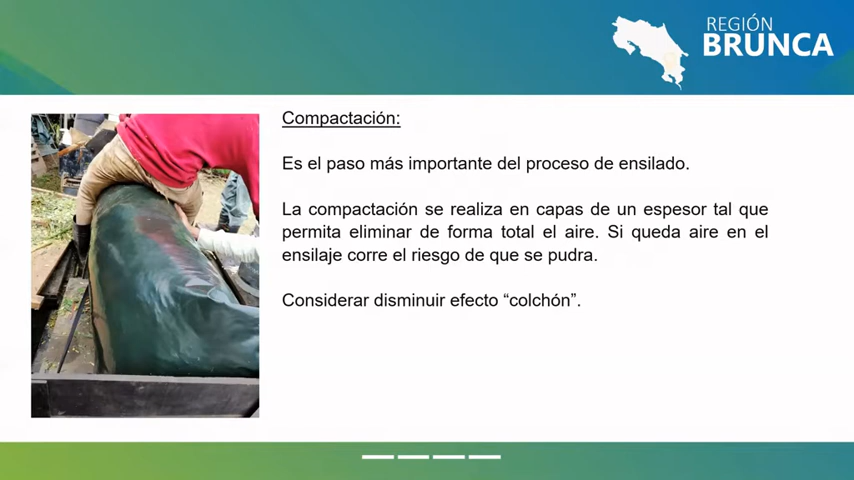 REGIÓN
BRUNCA
Compactación:
Es el paso más importante del proceso de ensilado.
La compactación se realiza en capas de un espesor tal que
permita eliminar de forma total el aire. Si queda aire en el
ensilaje corre el riesgo de que se pudra.
Considerar disminuir efecto “colchón”.